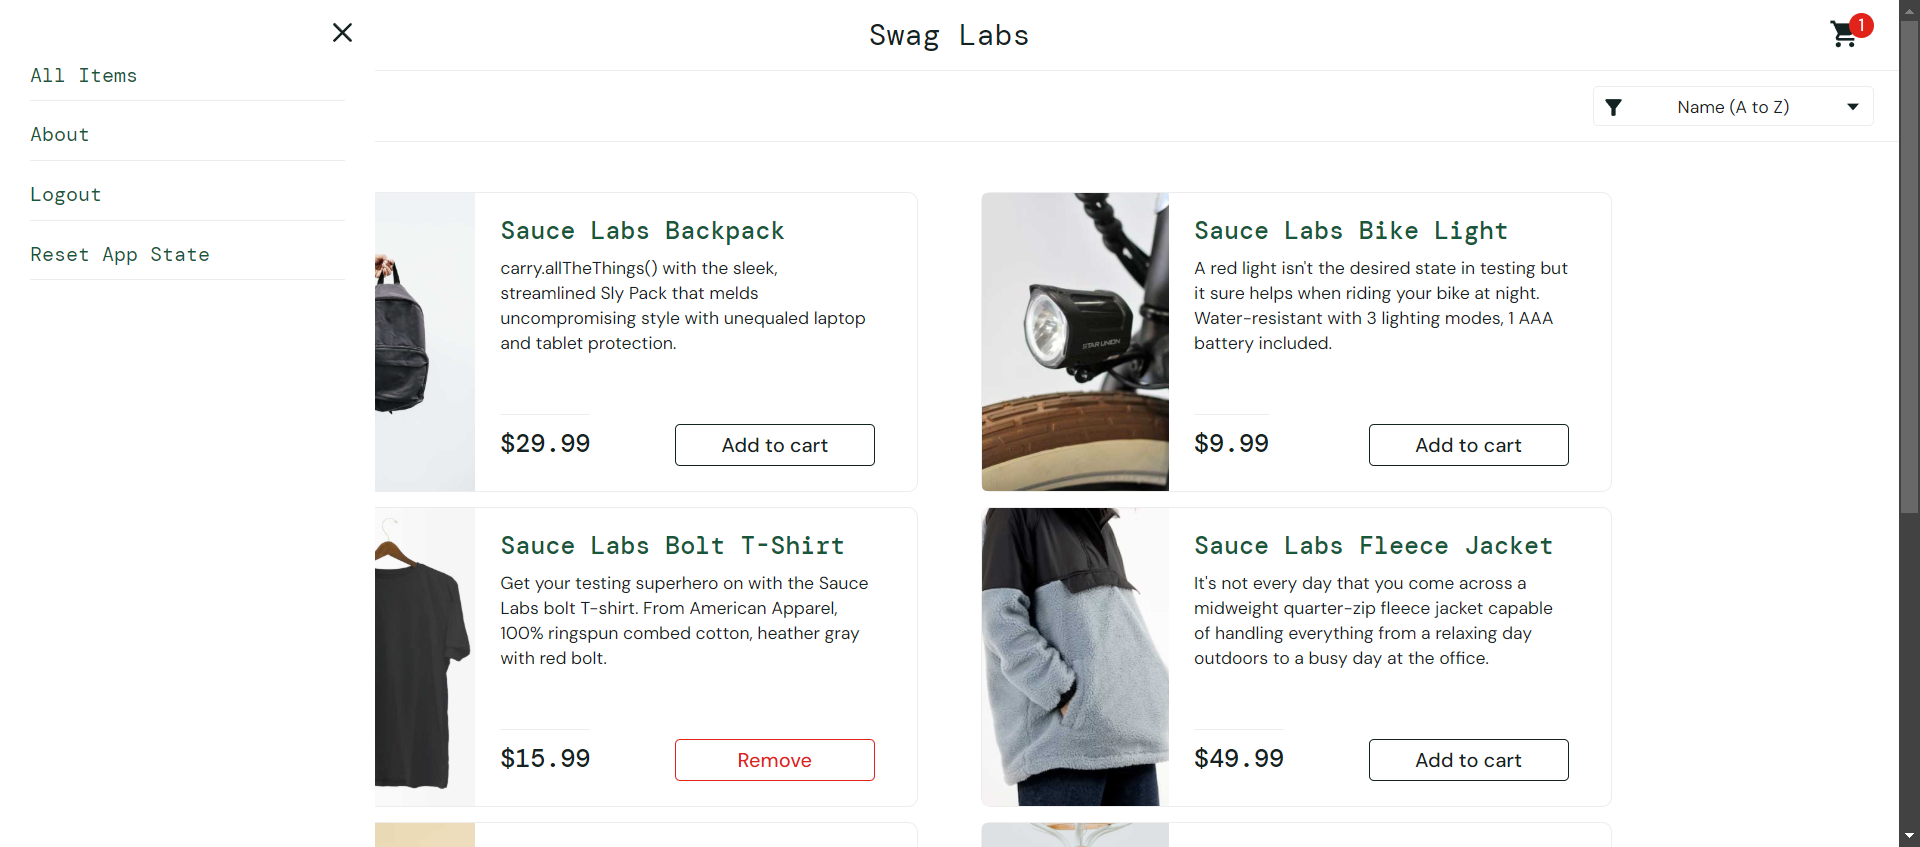 Swag Labs
1
All Items
About
Logout
Reset App State
Name (A to Z)
Sauce Labs Backpack
carry.allTheThings() with the sleek,
streamlined Sly Pack that melds
uncompromising style with unequaled laptop
and tablet protection.
$29.99
Add to cart
Sauce Labs Bike Light
A red light isn't the desired state in testing but
it sure helps when riding your bike at night.
Water-resistant with 3 lighting modes, 1 AAA
battery included.
STAR UNION
$9.99
Add to cart
Sauce Labs Bolt T-Shirt
Get your testing superhero on with the Sauce
Labs bolt T-shirt. From American Apparel,
100% ringspun combed cotton, heather gray
with red bolt.
$15.99
Remove
Sauce Labs Fleece Jacket
It's not every day that you come across a
midweight quarter-zip fleece jacket capable
of handling everything from a relaxing day
outdoors to a busy day at the office.
$49.99
Add to cart